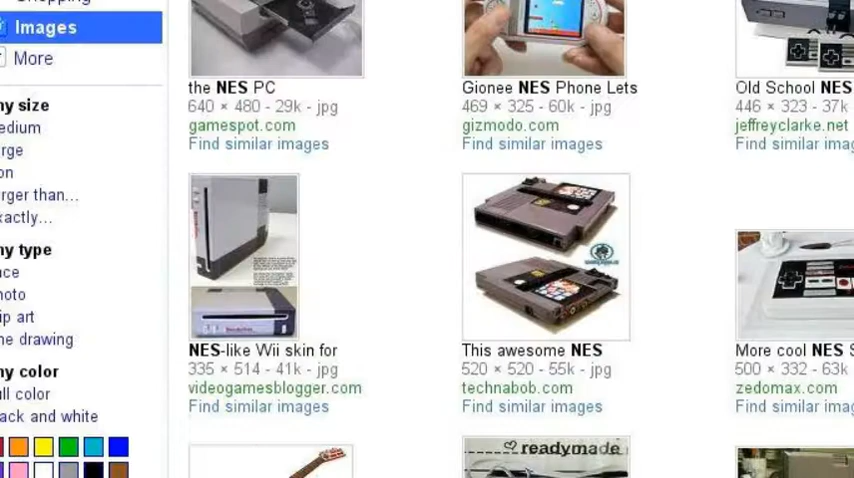 Images
More
ny size
edium
rge
on
rger than...
xactly...
ny type
ace
hoto
ip art
ne drawing
ny color
ull color
ack and white
the NES PC
640 × 480 - 29k - jpg
gamespot.com
Find similar images
Gionee NES Phone Lets
469 × 325 - 60k - jpg
gizmodo.com
Find similar images
Old School NES
446 × 323 - 37k
jeffreyclarke.net
Find similar images
NES-like Wii skin for
335 × 514 - 41k - jpg
videogamesblogger.com
Find similar images
This awesome NES
520 × 520 - 55k - jpg
technabob.com
Find similar images
More cool NES S
500 × 332 - 63k
zedomax.com
Find similar images
readymade